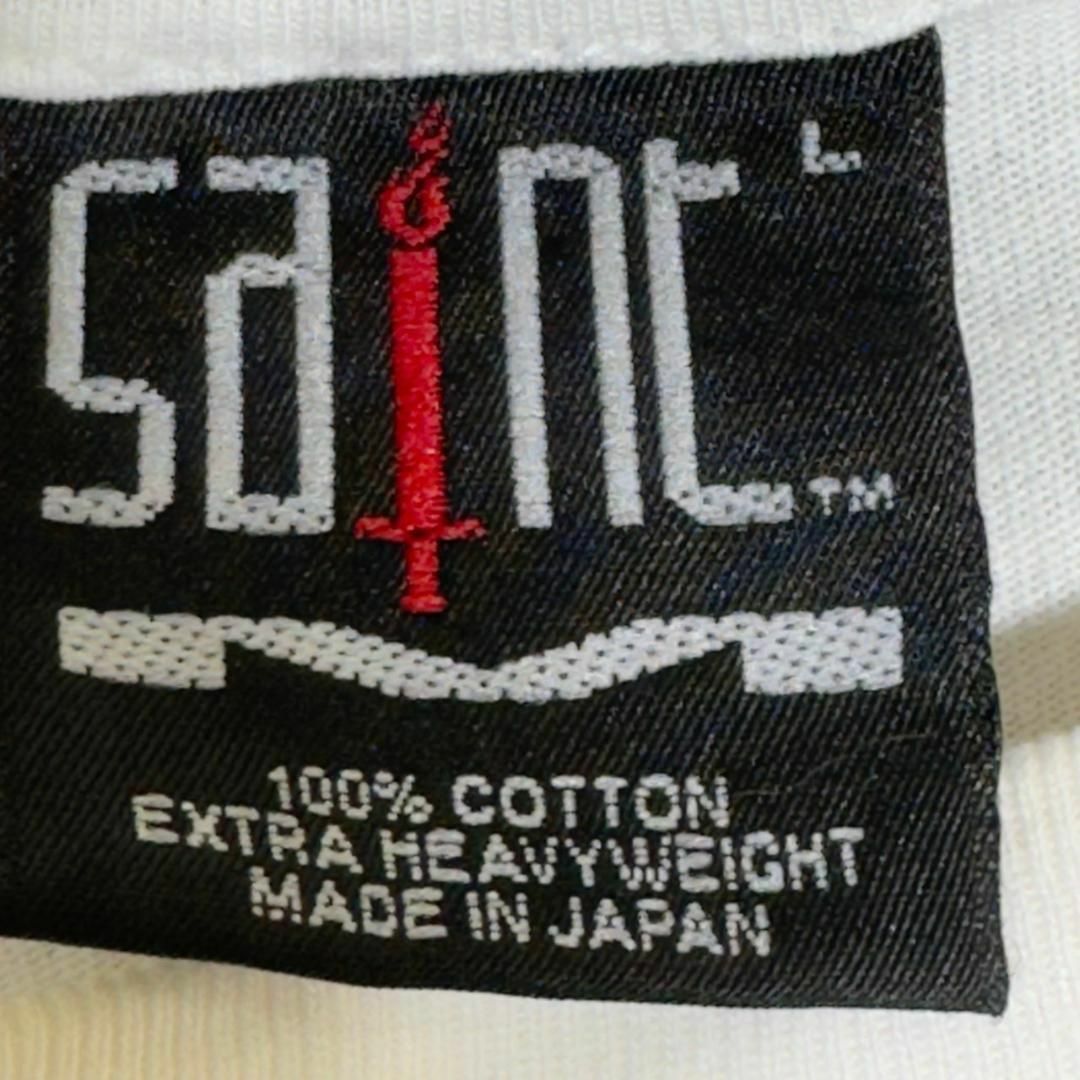 saint L
TM
100% COTTON
EXTRA HEAVYWEIGHT
MADE IN JAPAN